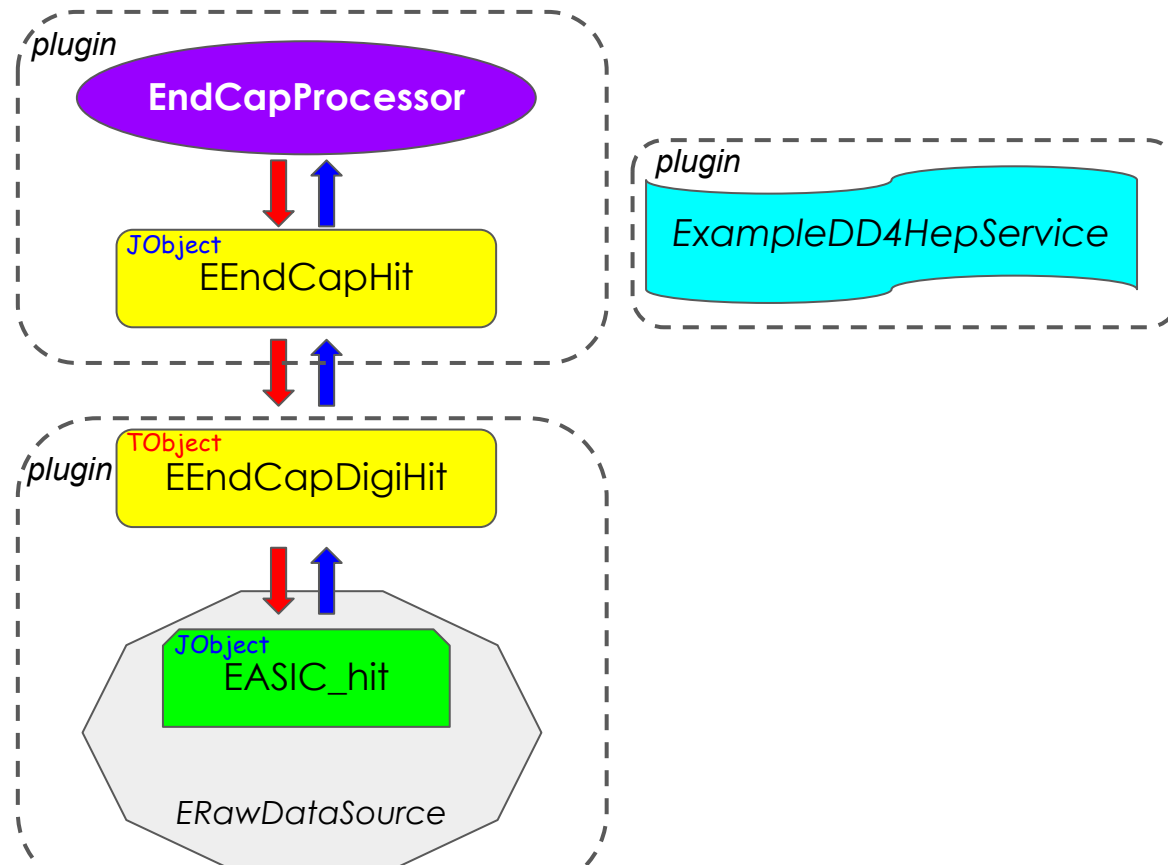 plugin
EndCapProcessor
JObject
EEndCapHit
plugin
ExampleDD4HepService
TObject
plugin
EEndCapDigiHit
JObject
EASIC_hit
ERawDataSource